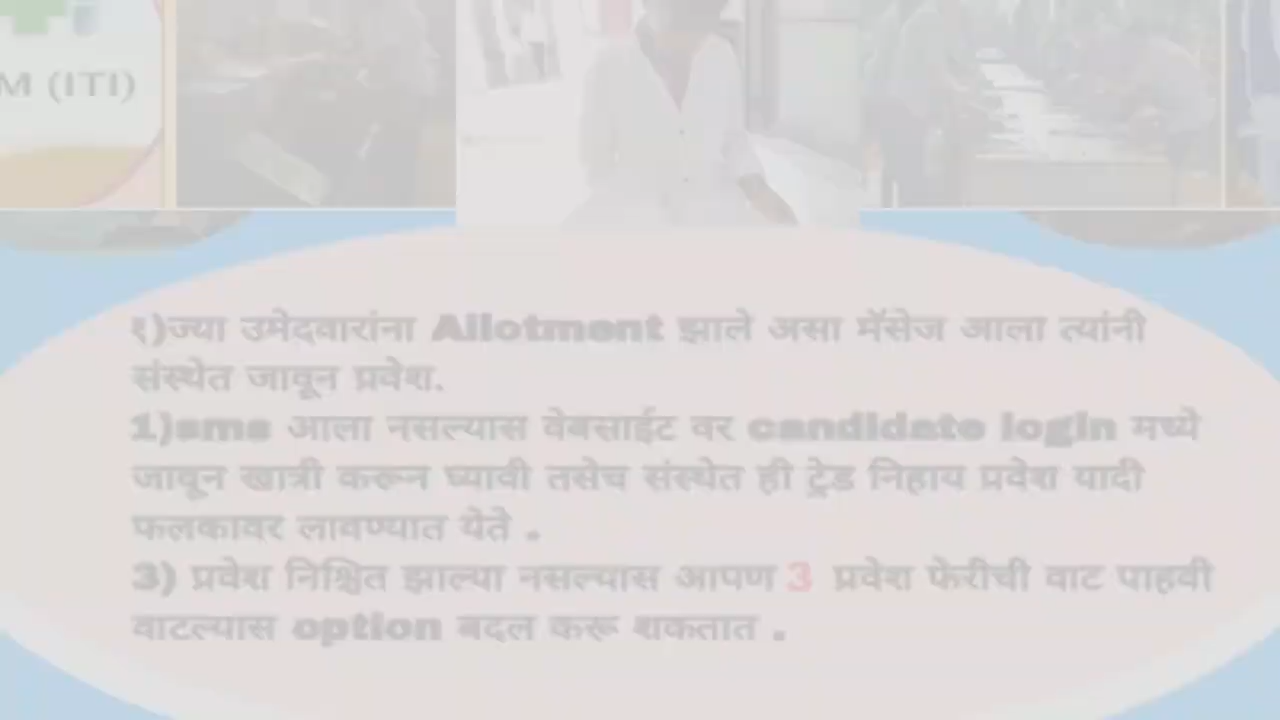 M (ITI)
१)ज्या उमेदवारांना Allotment झाले असा मॅसेज आला त्यांनी
संस्थेत जावून प्रवेश.
1)sms आला नसल्यास वेबसाईट वर candidate login मध्ये
जावून खात्री करून घ्यावी तसेच संस्थेत ही ट्रेड निहाय प्रवेश यादी
फलकावर लावण्यात येते .
3) प्रवेश निश्चित झाल्या नसल्यास आपण 3 प्रवेश फेरीची वाट पाहवी
वाटल्यास option बदल करू शकतात .